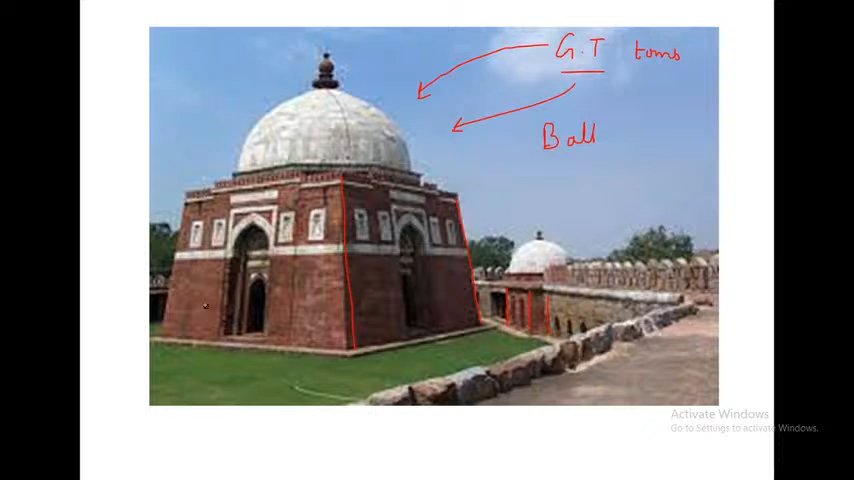 G.T tomb
Ball
Activate Windows
Go to Settings to activate Windows.